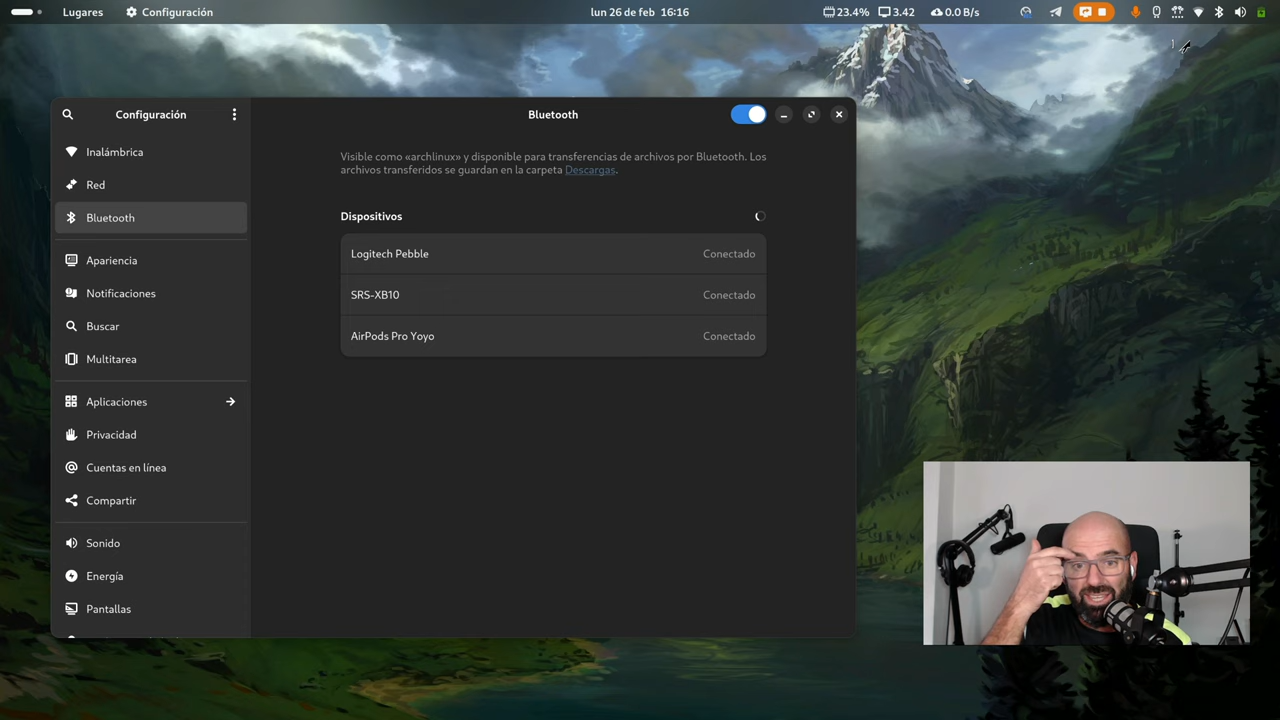 Lugares
Configuración
lun 26 de feb 16:16
23.4%
3.42
0.0 B/s
1
Configuración
Bluetooth
Inalámbrica
Red
Bluetooth
Apariencia
Notificaciones
Buscar
Multitarea
Aplicaciones
Privacidad
Cuentas en línea
Compartir
Sonido
Energía
Pantallas
Visible como «archlinux» y disponible para transferencias de archivos por Bluetooth. Los
archivos transferidos se guardan en la carpeta Descargas.
Dispositivos
Logitech Pebble Conectado
SRS-XB10 Conectado
AirPods Pro Yoyo Conectado